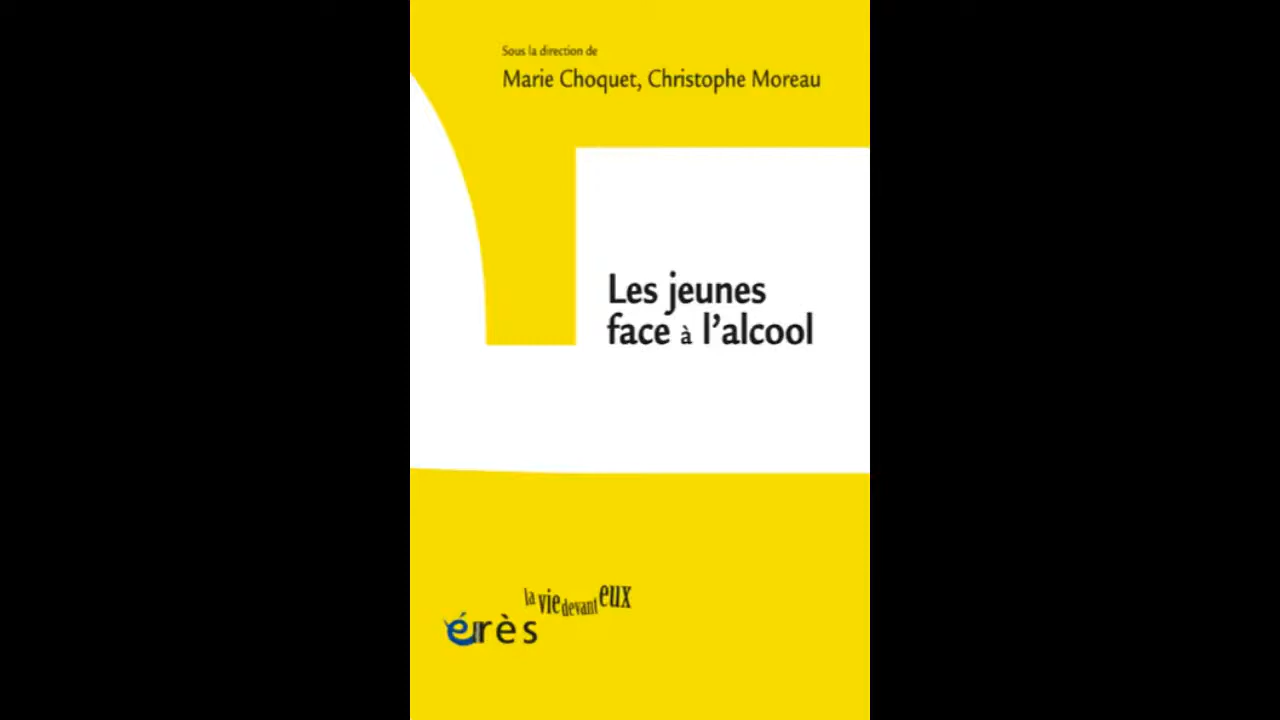 Sous la direction de
Marie Choquet, Christophe Moreau
Les jeunes
face à l’alcool
la vie devant eux
érès